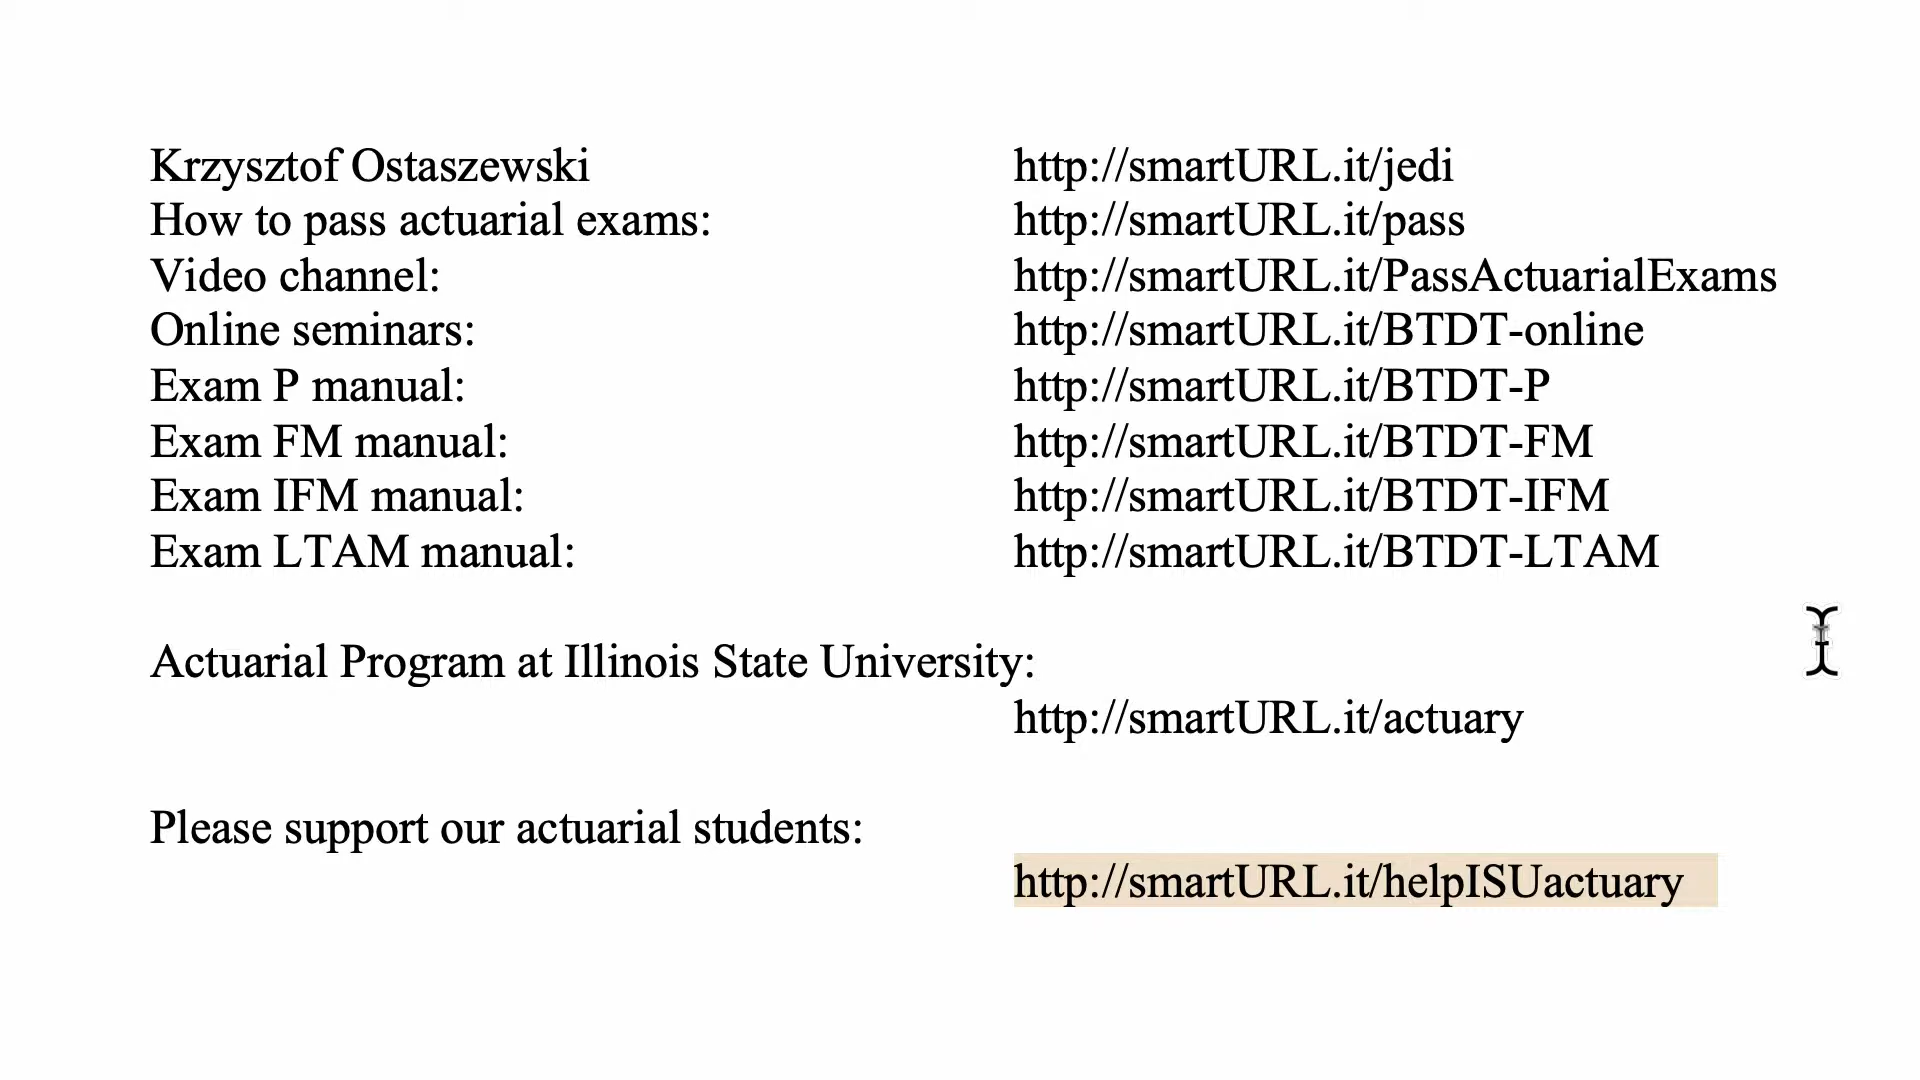 Krzysztof Ostaszewski http://smartURL.it/jedi
How to pass actuarial exams: http://smartURL.it/pass
Video channel: http://smartURL.it/PassActuarialExams
Online seminars: http://smartURL.it/BTDT-online
Exam P manual: http://smartURL.it/BTDT-P
Exam FM manual: http://smartURL.it/BTDT-FM
Exam IFM manual: http://smartURL.it/BTDT-IFM
Exam LTAM manual: http://smartURL.it/BTDT-LTAM
Actuarial Program at Illinois State University:
http://smartURL.it/actuary
Please support our actuarial students:
http://smartURL.it/helpISUactuary